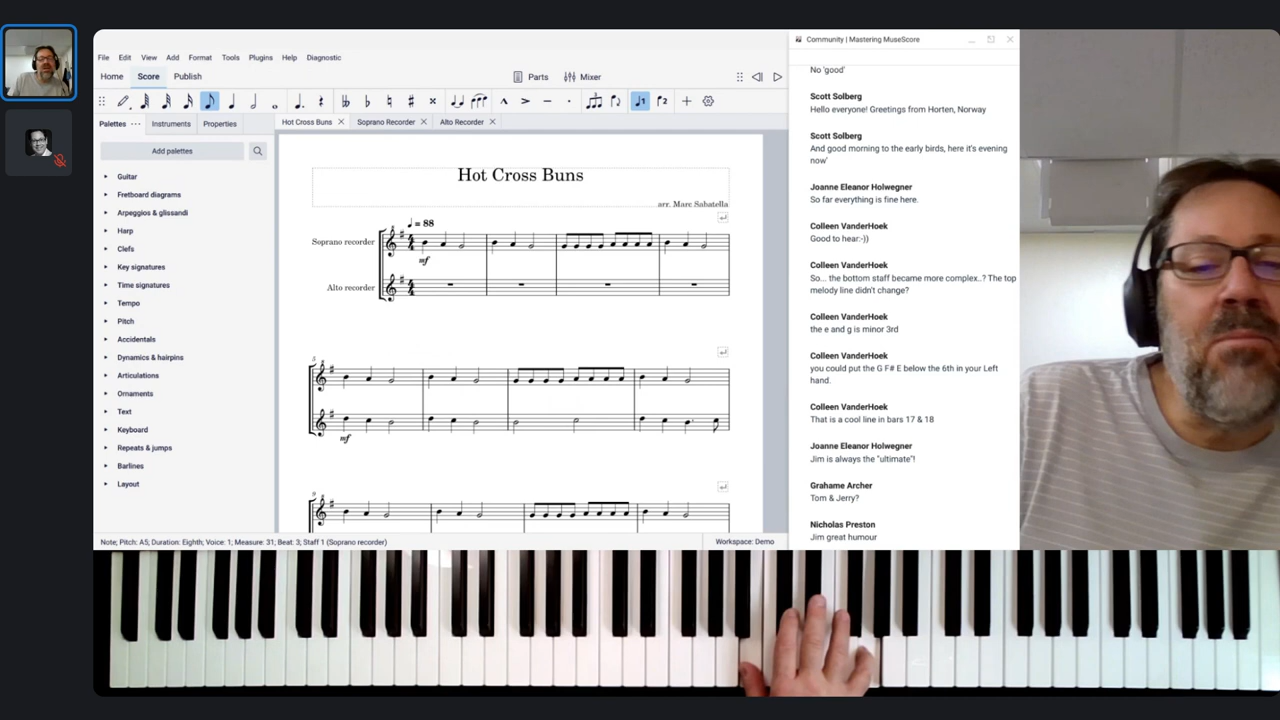 File Edit View Add Format Tools Plugins Help Diagnostic
Home Score Publish Parts Mixer
Palettes Instruments Properties
Hot Cross Buns Soprano Recorder Alto Recorder
Add palettes
Guitar
Fretboard diagrams
Arpeggios & glissandi
Harp
Clefs
Key signatures
Time signatures
Tempo
Pitch
Accidentals
Dynamics & hairpins
Articulations
Ornaments
Text
Keyboard
Repeats & jumps
Barlines
Layout
Hot Cross Buns
arr. Marc Sabatella
= 88
Soprano recorder
mf
Alto recorder
5
mf
9
Note; Pitch: A5; Duration: Eighth; Voice: 1; Measure: 31; Beat: 3; Staff 1 (Soprano recorder)
Workspace: Demo
Community | Mastering MuseScore
No 'good'
Scott Solberg
Hello everyone! Greetings from Horten, Norway
Scott Solberg
And good morning to the early birds, here it's evening
now'
Joanne Eleanor Holwegner
So far everything is fine here.
Colleen VanderHoek
Good to hear:-))
Colleen VanderHoek
So... the bottom staff became more complex..? The top
melody line didn't change?
Colleen VanderHoek
the e and g is minor 3rd
Colleen VanderHoek
you could put the G F# E below the 6th in your Left
hand.
Colleen VanderHoek
That is a cool line in bars 17 & 18
Joanne Eleanor Holwegner
Jim is always the "ultimate"!
Grahame Archer
Tom & Jerry?
Nicholas Preston
Jim great humour